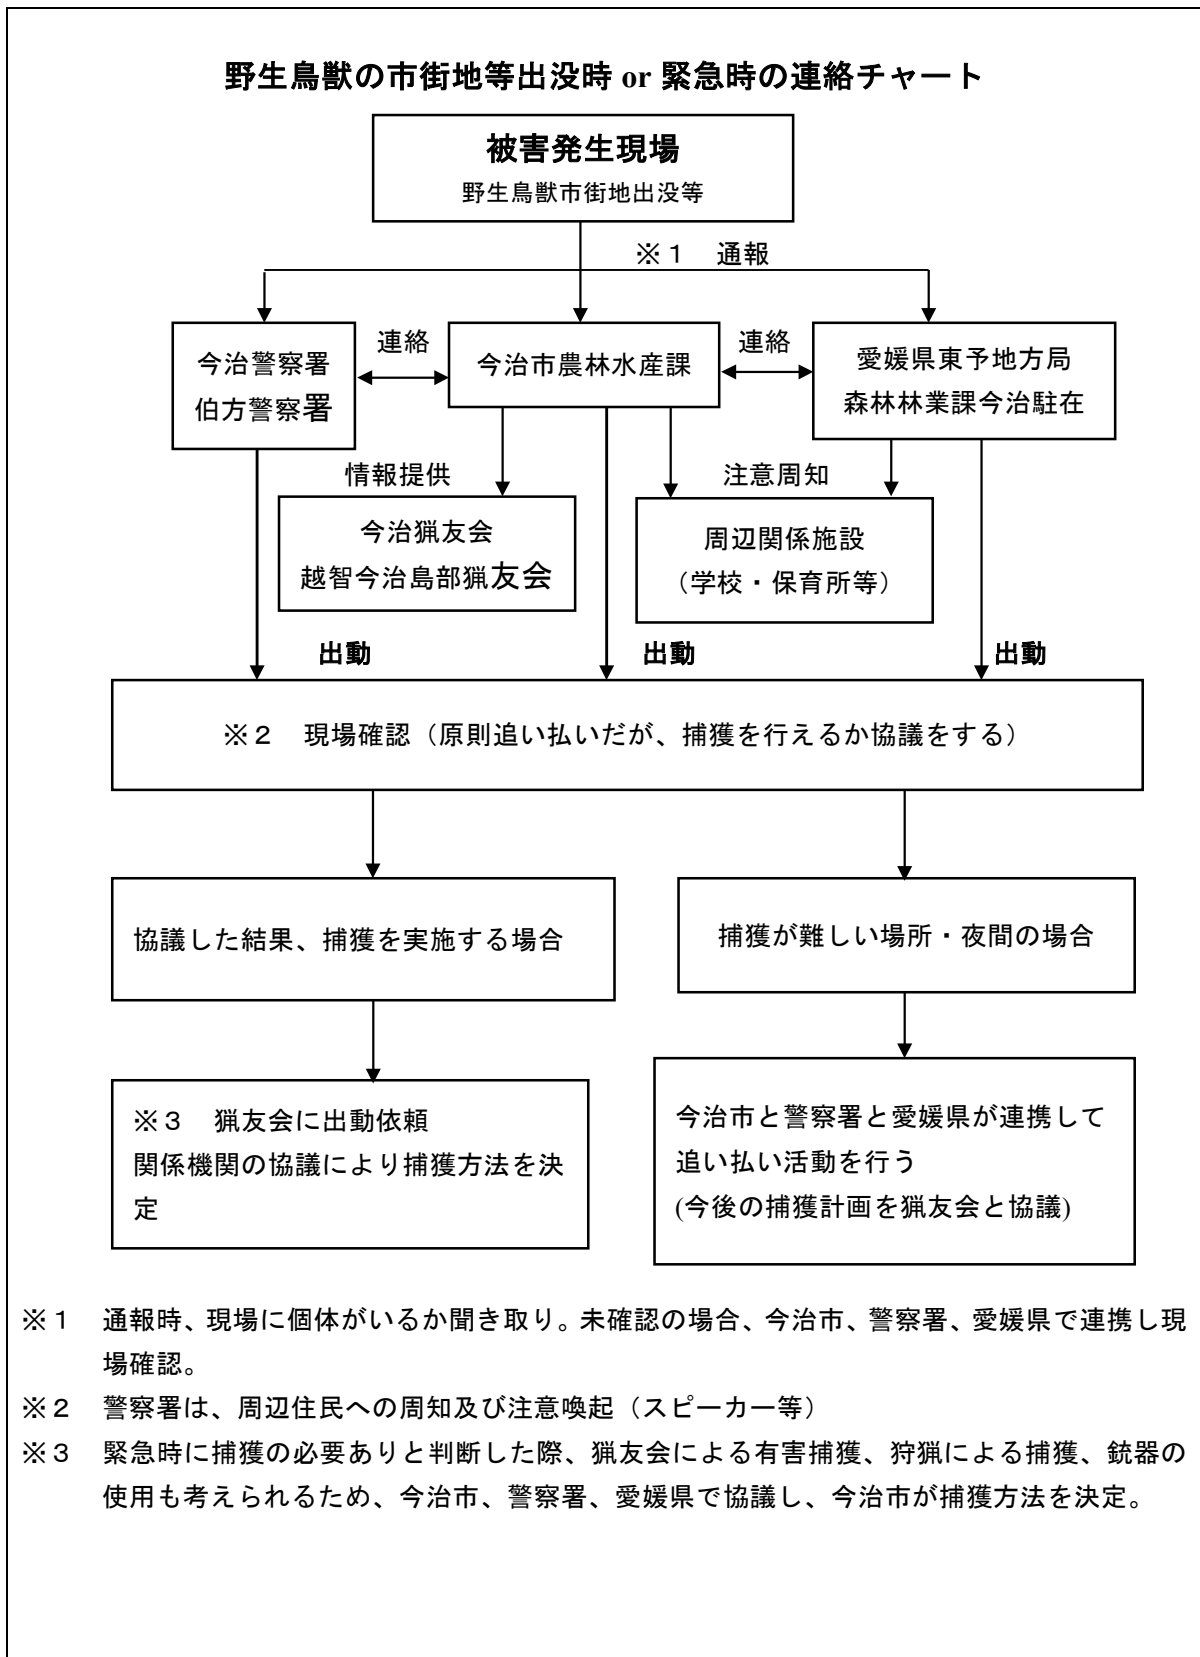 野生鳥獣の市街地等出没時 or 緊急時の連絡チャート
被害発生現場
野生鳥獣市街地出没等
※１　通報
今治警察署
伯方警察署
連絡
今治市農林水産課
連絡
愛媛県東予地方局
森林林業課今治駐在
情報提供
注意周知
今治猟友会
越智今治島部猟友会
周辺関係施設
（学校・保育所等）
出動
出動
出動
※２　現場確認（原則追い払いだが、捕獲を行えるか協議をする）
協議した結果、捕獲を実施する場合
捕獲が難しい場所・夜間の場合
※３　猟友会に出動依頼
関係機関の協議により捕獲方法を決
定
今治市と警察署と愛媛県が連携して
追い払い活動を行う
(今後の捕獲計画を猟友会と協議)
※１　通報時、現場に個体がいるか聞き取り。未確認の場合、今治市、警察署、愛媛県で連携し現
場確認。
※２　警察署は、周辺住民への周知及び注意喚起（スピーカー等）
※３　緊急時に捕獲の必要ありと判断した際、猟友会による有害捕獲、狩猟による捕獲、銃器の
使用も考えられるため、今治市、警察署、愛媛県で協議し、今治市が捕獲方法を決定。